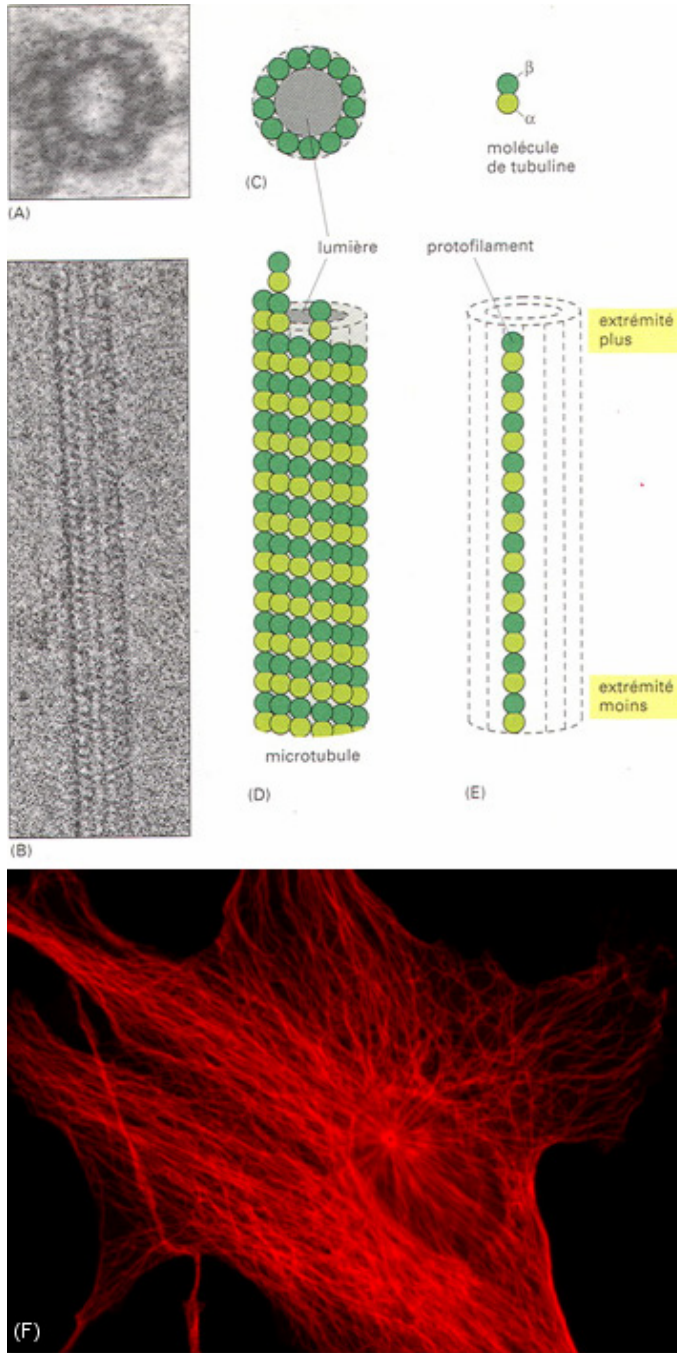 (A)
(C)
β
α
molécule
de tubuline
lumière
protofilament
extrémité
plus
extrémité
moins
microtubule
(D)
(E)
(B)
(F)